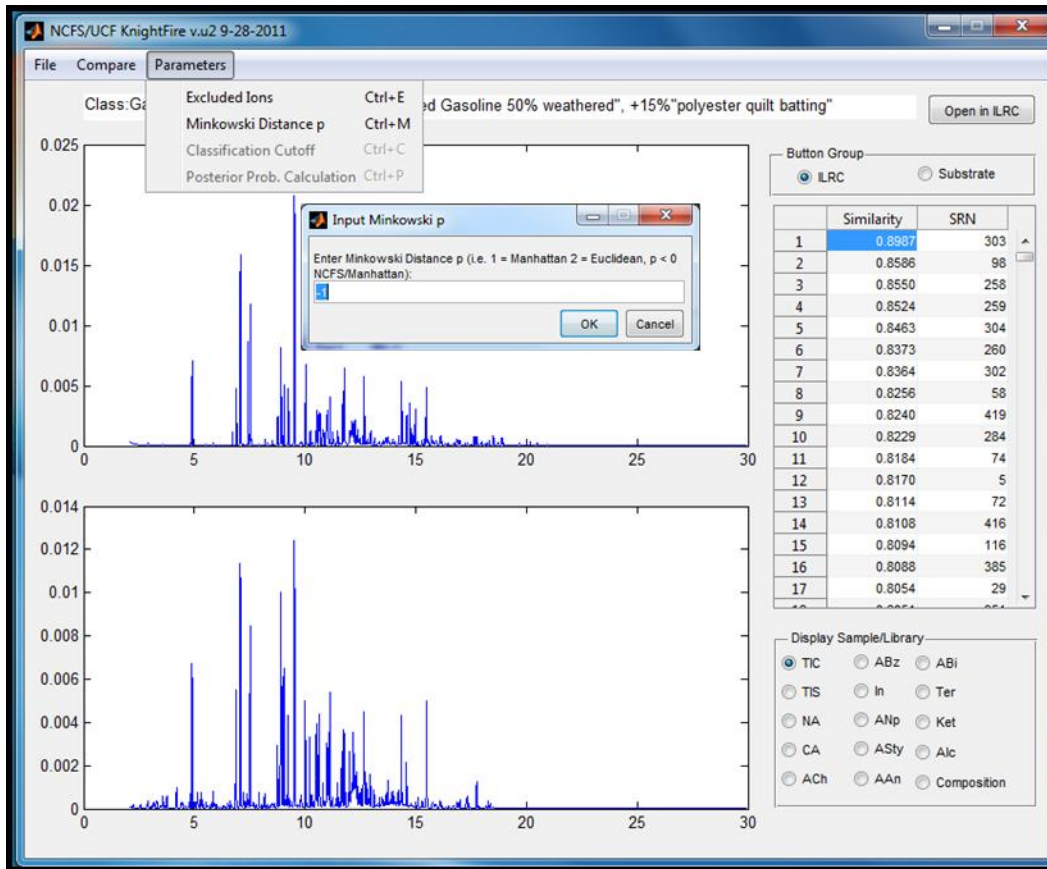 NCFS/UCF KnightFire v.u2 9-28-2011
File Compare Parameters
Excluded Ions Ctrl+E
Minkowski Distance p Ctrl+M
Classification Cutoff Ctrl+C
Posterior Prob. Calculation Ctrl+P
Class:Ga ed Gasoline 50% weathered", +15%"polyester quilt batting"
Open in ILRC
0.025
0.02
0.015
0.01
0.005
0
0 5 10 15 20 25 30
Input Minkowski p
Enter Minkowski Distance p (i.e. 1 = Manhattan 2 = Euclidean, p < 0
NCFS/Manhattan):
-1
OK Cancel
0.014
0.012
0.01
0.008
0.006
0.004
0.002
0
0 5 10 15 20 25 30
Button Group
ILRC Substrate
Similarity SRN
1 0.8987 303
2 0.8586 98
3 0.8550 258
4 0.8524 259
5 0.8463 304
6 0.8373 260
7 0.8364 302
8 0.8256 58
9 0.8240 419
10 0.8229 284
11 0.8184 74
12 0.8170 5
13 0.8114 72
14 0.8108 416
15 0.8094 116
16 0.8088 385
17 0.8054 29
Display Sample/Library
TIC ABz ABi
TIS In Ter
NA ANp Ket
CA ASty Alc
ACh AAn Composition